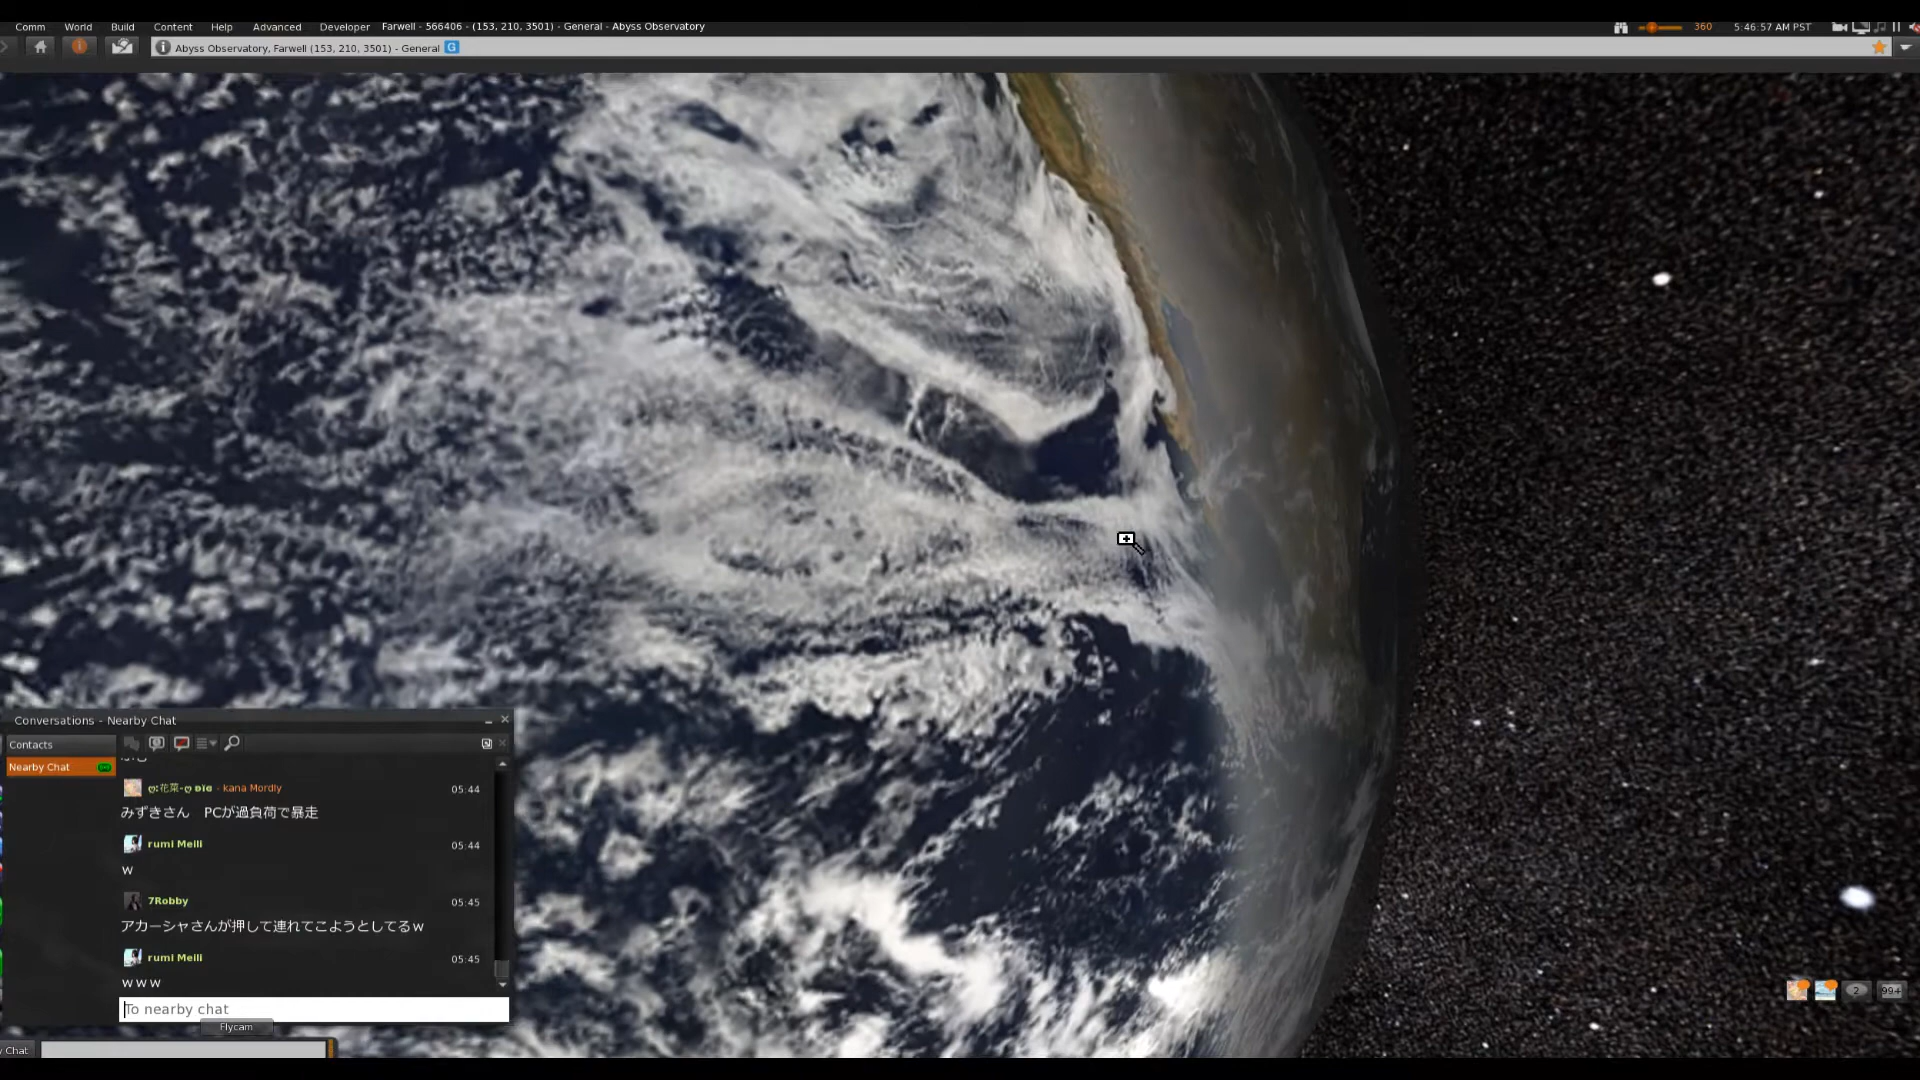 Comm World Build Content Help Advanced Developer Farwell - 566406 - (153, 210, 3501) - General - Abyss Observatory 360 5:46:57 AM PST
Abyss Observatory, Farwell (153, 210, 3501) - General G
Conversations - Nearby Chat
Contacts
Nearby Chat
- kana Mordly 05:44
みずきさん　PCが過負荷で暴走
rumi Meili 05:44
w
7Robby 05:45
アカーシャさんが押して連れてこようとしてるｗ
rumi Meili 05:45
ｗｗｗ
To nearby chat
Flycam
Chat
2 99+